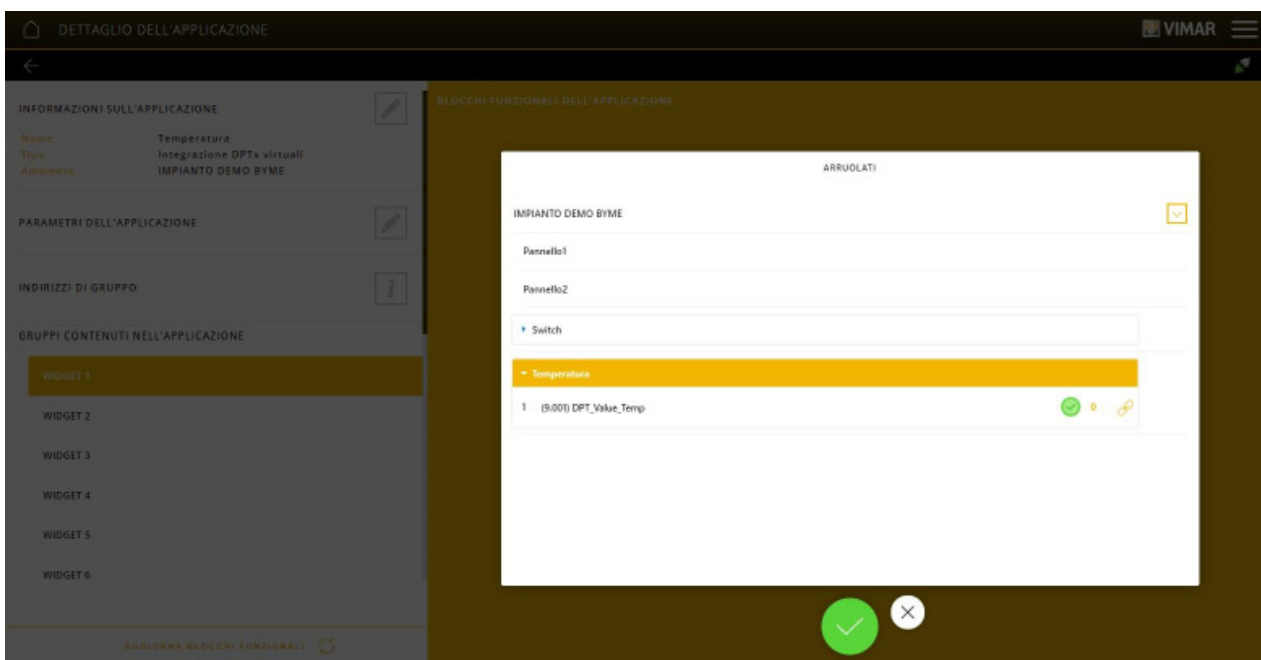 DETTAGLIO DELL'APPLICAZIONE
VIMAR
INFORMAZIONI SULL'APPLICAZIONE
Nome Temperatura
Tipo Integrazione DPTx virtuali
Ambiente IMPIANTO DEMO BYME
PARAMETRI DELL'APPLICAZIONE
INDIRIZZI DI GRUPPO
GRUPPI CONTENUTI NELL'APPLICAZIONE
WIDGET 1
WIDGET 2
WIDGET 3
WIDGET 4
WIDGET 5
WIDGET 6
AGGIORNA BLOCCHI FUNZIONALI
BLOCCHI FUNZIONALI DELL'APPLICAZIONE
ARRUOLATI
IMPIANTO DEMO BYME
Pannello1
Pannello2
Switch
Temperatura
1 (9.001) DPT_Value_Temp 0